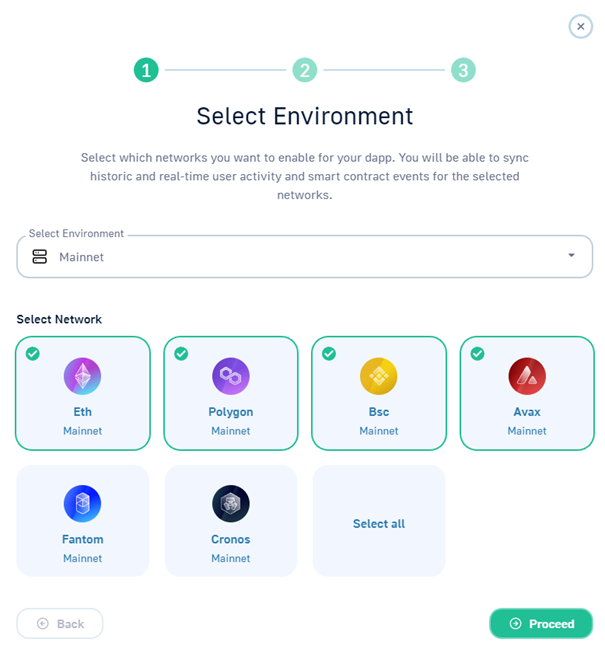 1 2 3
Select Environment
Select which networks you want to enable for your dapp. You will be able to sync
historic and real-time user activity and smart contract events for the selected
networks.
Select Environment
Mainnet
Select Network
Eth Polygon Bsc Avax
Mainnet Mainnet Mainnet Mainnet
Fantom Cronos Select all
Mainnet Mainnet
Back Proceed